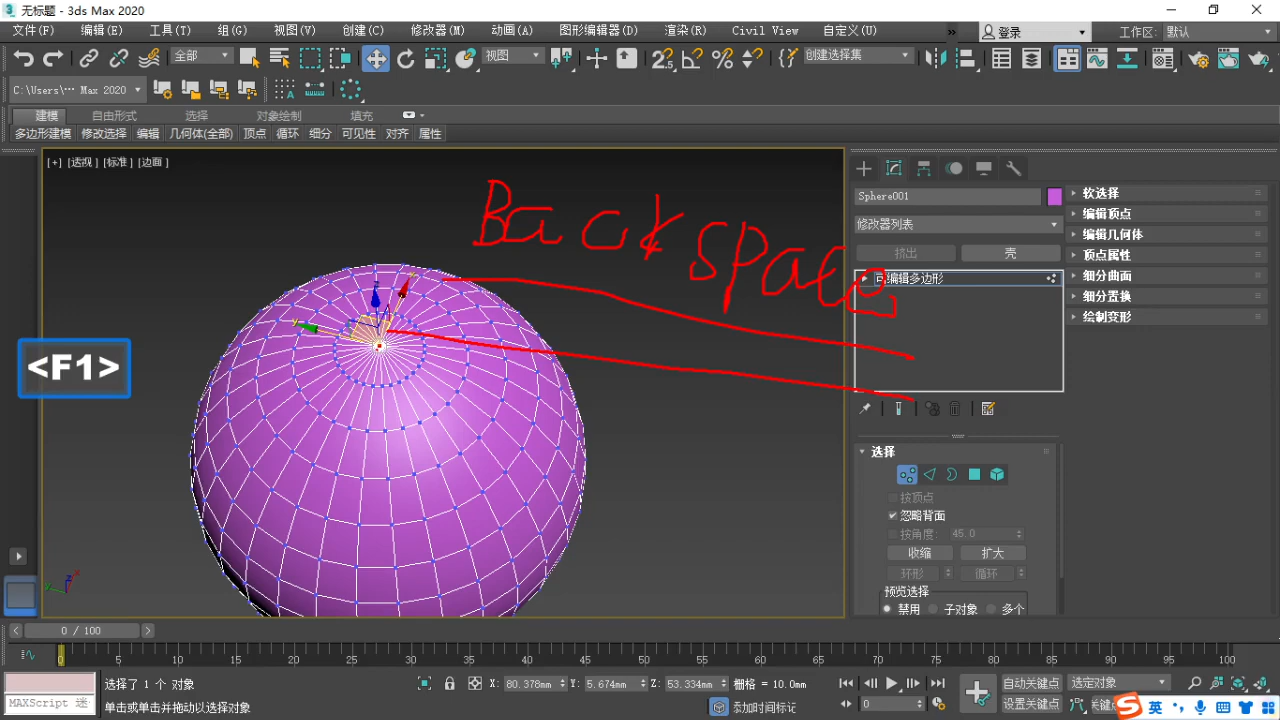 无标题 - 3ds Max 2020
文件(F) 编辑(E) 工具(T) 组(G) 视图(V) 创建(C) 修改器(M) 动画(A) 图形编辑器(D) 渲染(R) Civil View 自定义(U) » 登录 工作区: 默认
全部 视图 创建选择集
C:\Users\··· Max 2020
建模 自由形式 选择 对象绘制 填充
多边形建模 修改选择 编辑 几何体(全部) 顶点 循环 细分 可见性 对齐 属性
[+] [透视] [标准] [边面]
Backspace
<F1>
Sphere001
修改器列表
挤出 壳
可编辑多边形
选择
按顶点
忽略背面
按角度: 45.0
收缩 扩大
环形 循环
预览选择
禁用 子对象 多个
软选择
编辑顶点
编辑几何体
顶点属性
细分曲面
细分置换
绘制变形
0 / 100
0 5 10 15 20 25 30 35 40 45 50 55 60 65 70 75 80 85 90 95 100
选择了 1 个 对象 X: 80.378mm Y: 5.674mm Z: 53.334mm 栅格 = 10.0mm 自动关键点 选定对象
MAXScript 迷 单击或单击并拖动以选择对象 添加时间标记 0 设置关键点 英